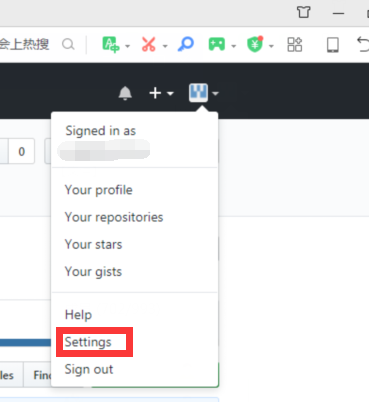 会上热搜
0
Signed in as
Your profile
Your repositories
Your stars
Your gists
Help
Settings
Sign out
les
Fin